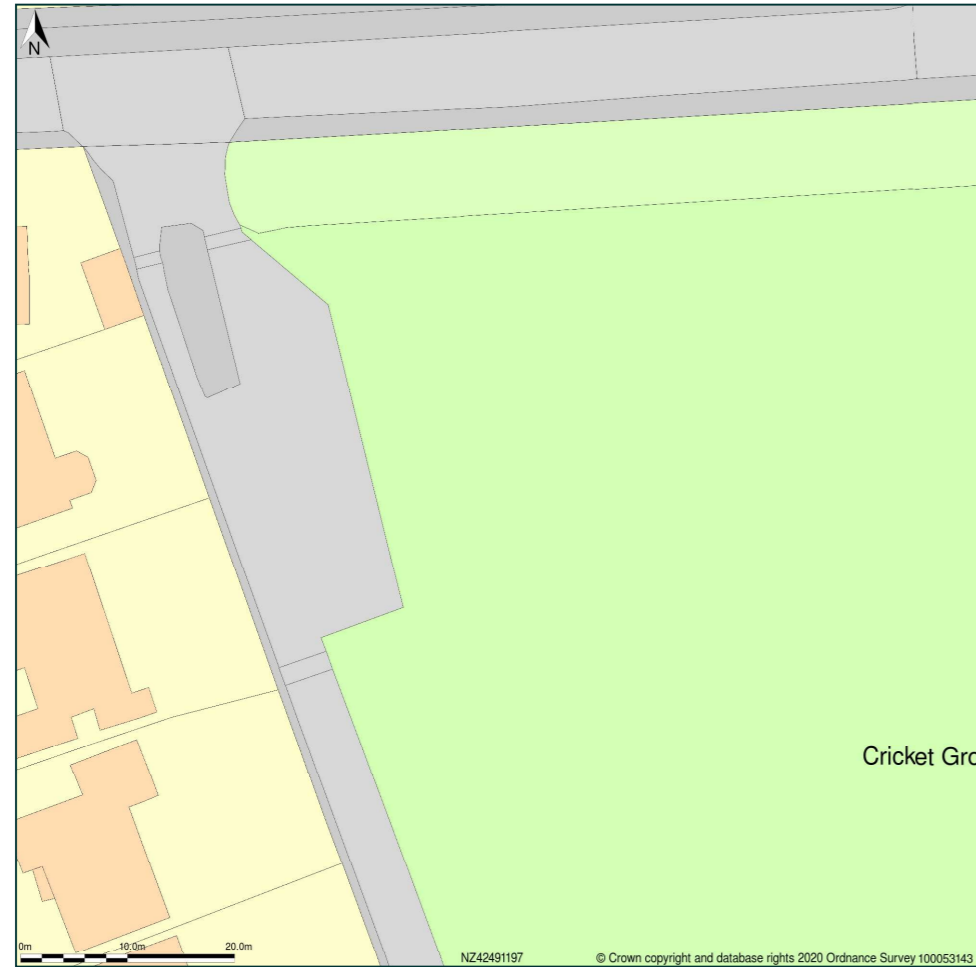 N
Cricket Gro
0m 10.0m 20.0m
NZ42491197 © Crown copyright and database rights 2020 Ordnance Survey 100053143